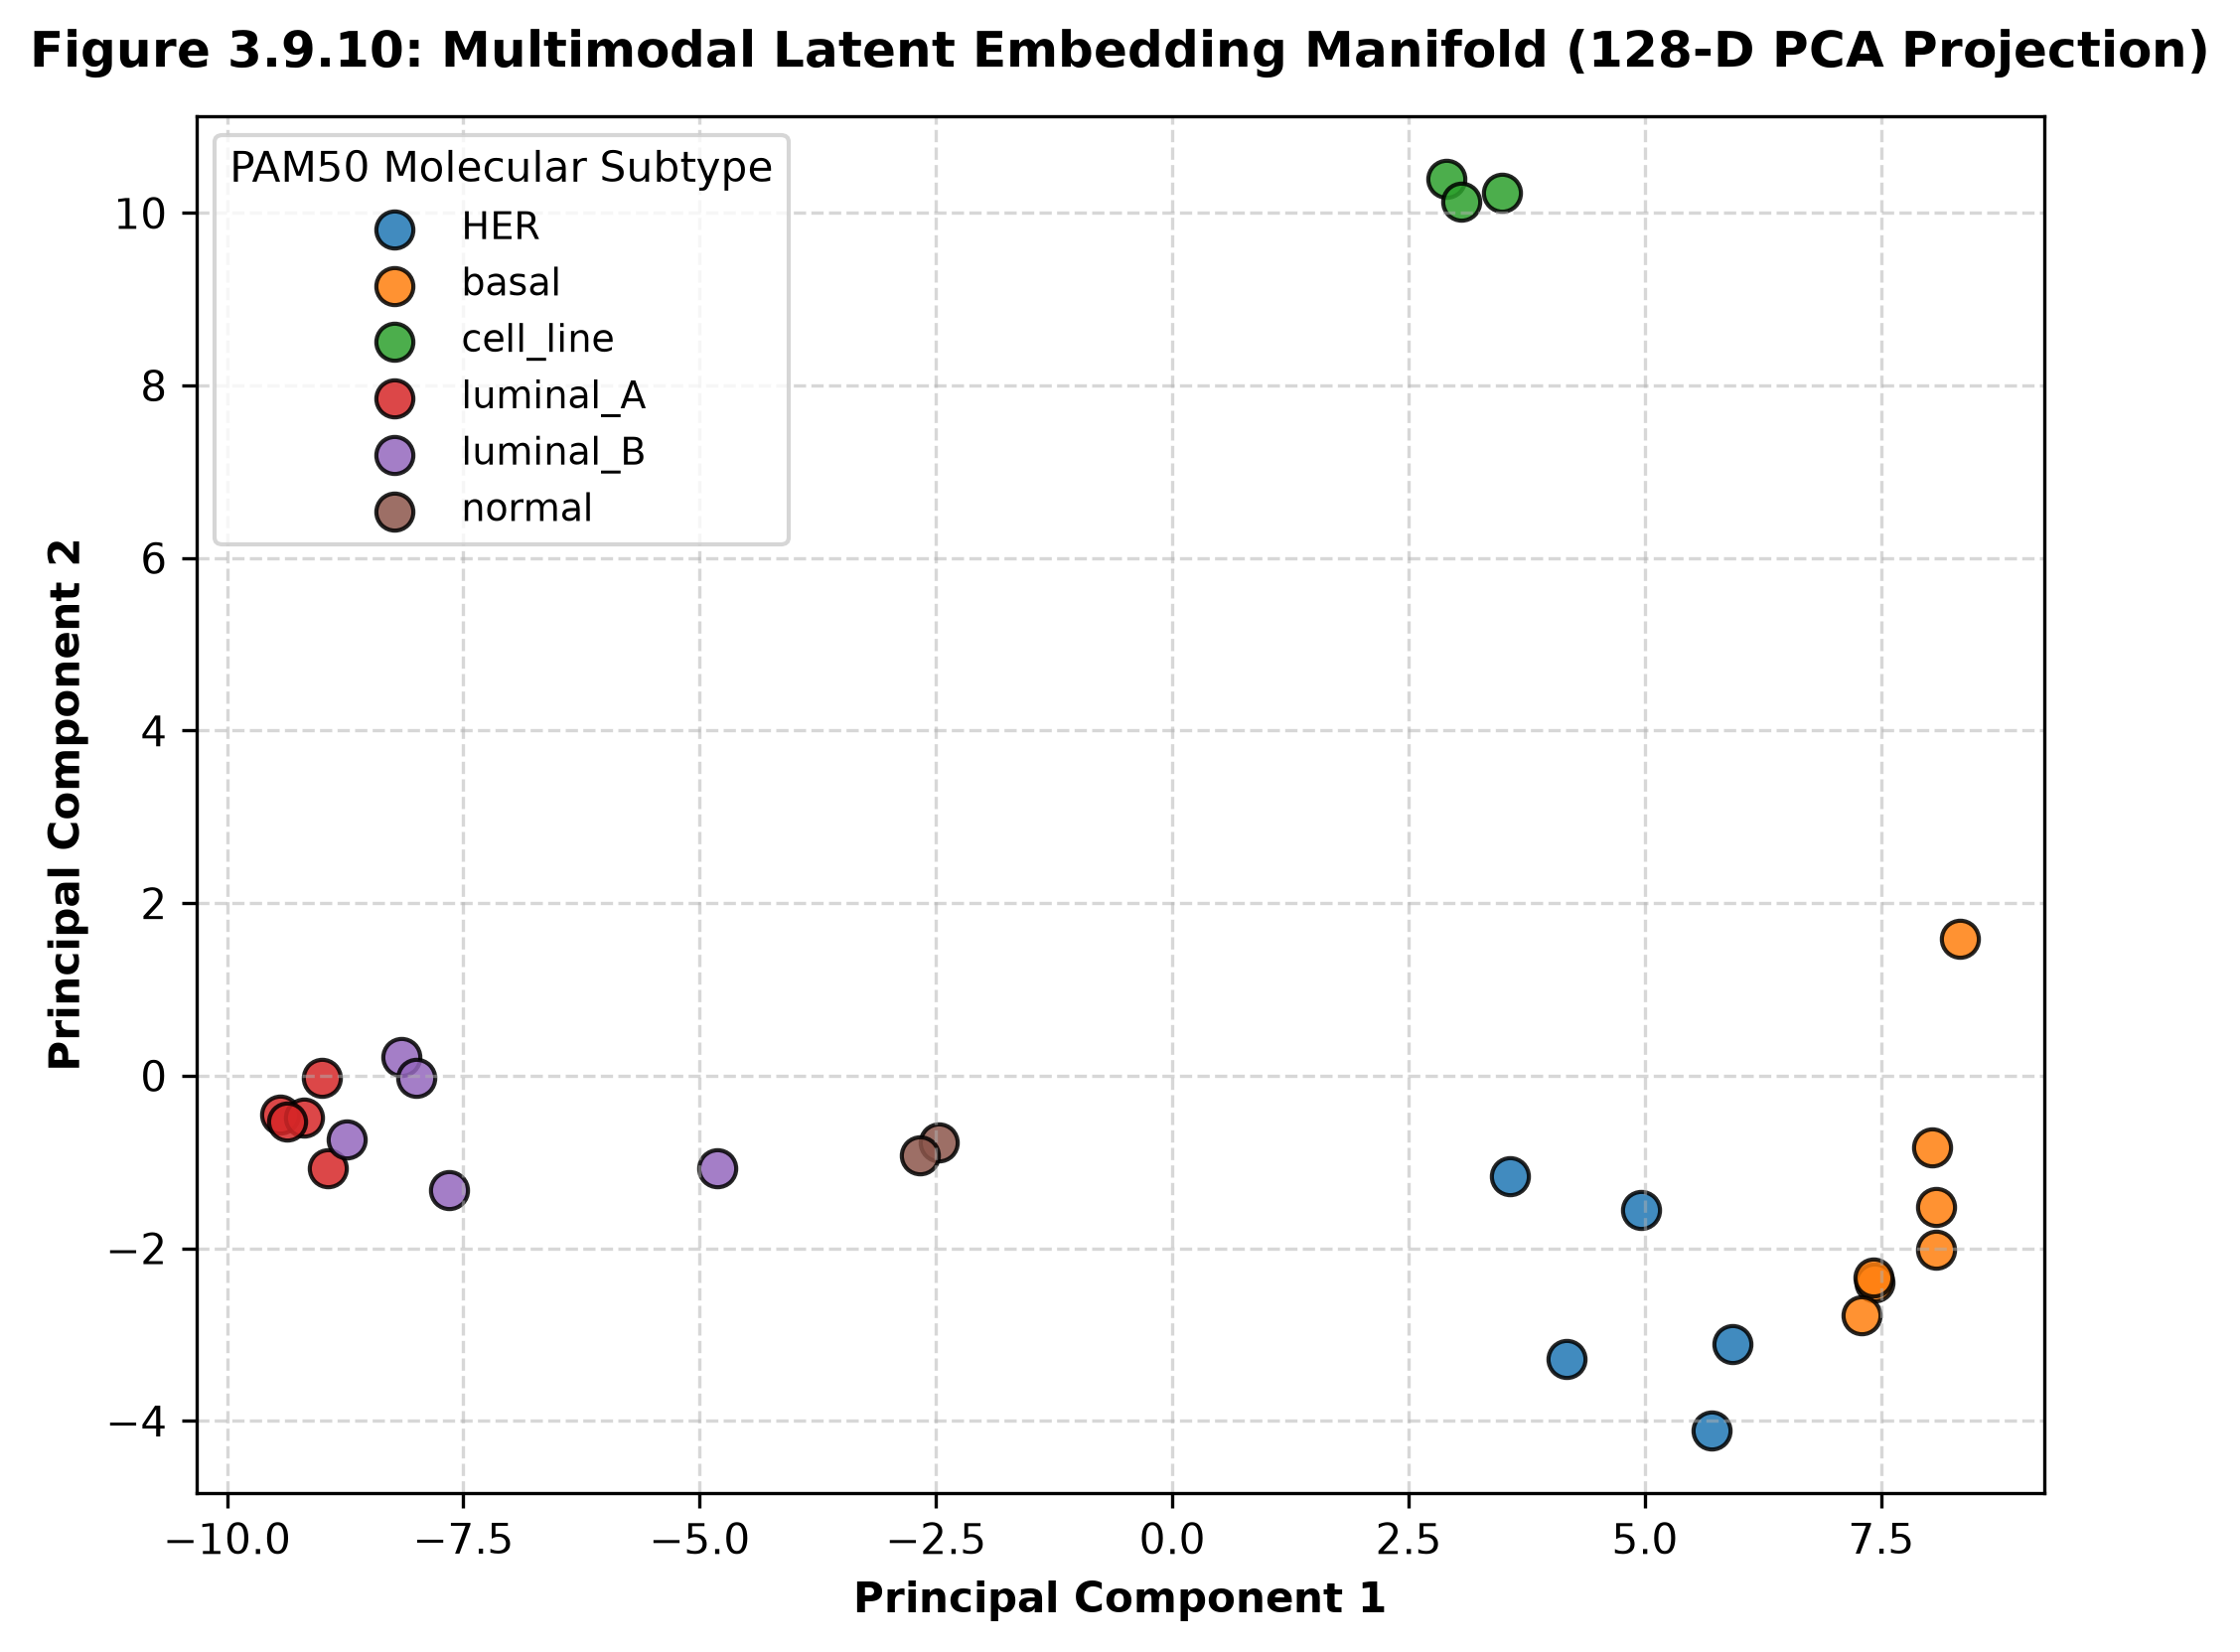 Figure 3.9.10: Multimodal Latent Embedding Manifold (128-D PCA Projection)
PAM50 Molecular Subtype
HER
basal
cell_line
luminal_A
luminal_B
normal
Principal Component 2
10
8
6
4
2
0
−2
−4
−10.0 −7.5 −5.0 −2.5 0.0 2.5 5.0 7.5
Principal Component 1